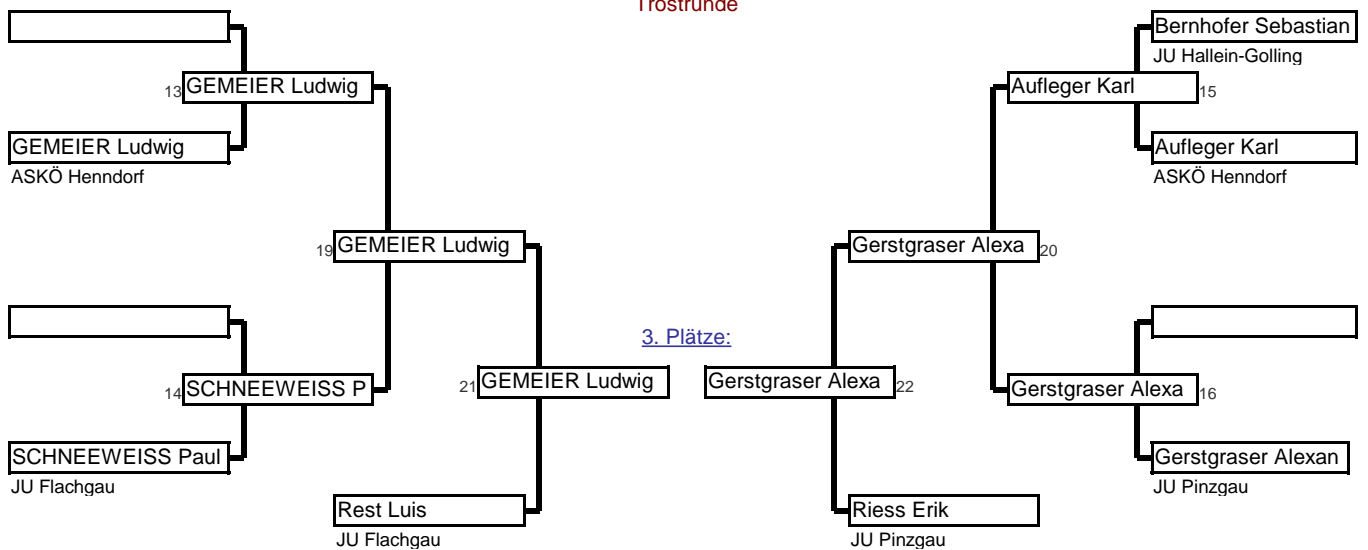 Trostrunde
Bernhofer Sebastian
JU Hallein-Golling
13 GEMEIER Ludwig
Aufleger Karl 15
GEMEIER Ludwig
ASKÖ Henndorf
Aufleger Karl
ASKÖ Henndorf
19 GEMEIER Ludwig
Gerstgraser Alexa 20
3. Plätze:
14 SCHNEEWEISS P
21 GEMEIER Ludwig
Gerstgraser Alexa 22
Gerstgraser Alexa 16
SCHNEEWEISS Paul
JU Flachgau
Gerstgraser Alexan
JU Pinzgau
Rest Luis
JU Flachgau
Riess Erik
JU Pinzgau